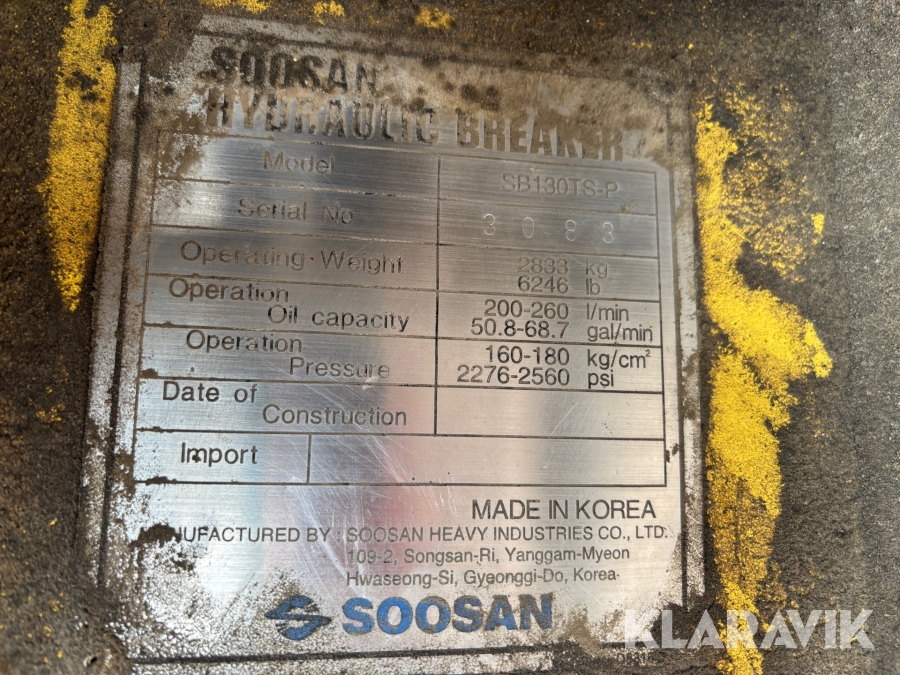 SOOSAN
HYDRAULIC BREAKER
Model SB130TS-P
Serial No 3083
Operating Weight 2833 kg
6246 lb
Operation 200-260 l/min
Oil capacity 50.8-68.7 gal/min
Operation 160-180 kg/cm²
Pressure 2276-2560 psi
Date of
Construction
Import
MADE IN KOREA
MANUFACTURED BY : SOOSAN HEAVY INDUSTRIES CO., LTD.
109-2, Songsan-Ri, Yanggam-Myeon
Hwaseong-Si, Gyeonggi-Do, Korea
SOOSAN
KLARAVIK